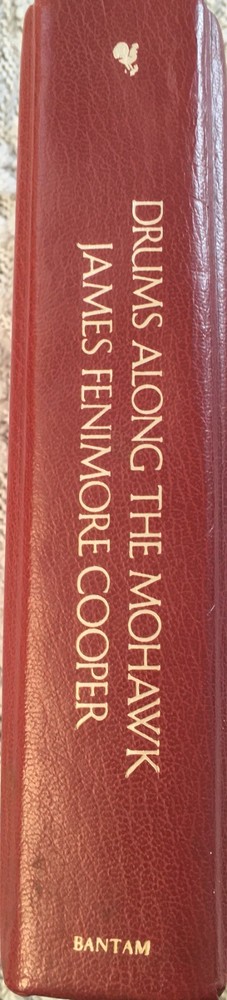 DRUMS ALONG THE MOHAWK
JAMES FENIMORE COOPER
BANTAM